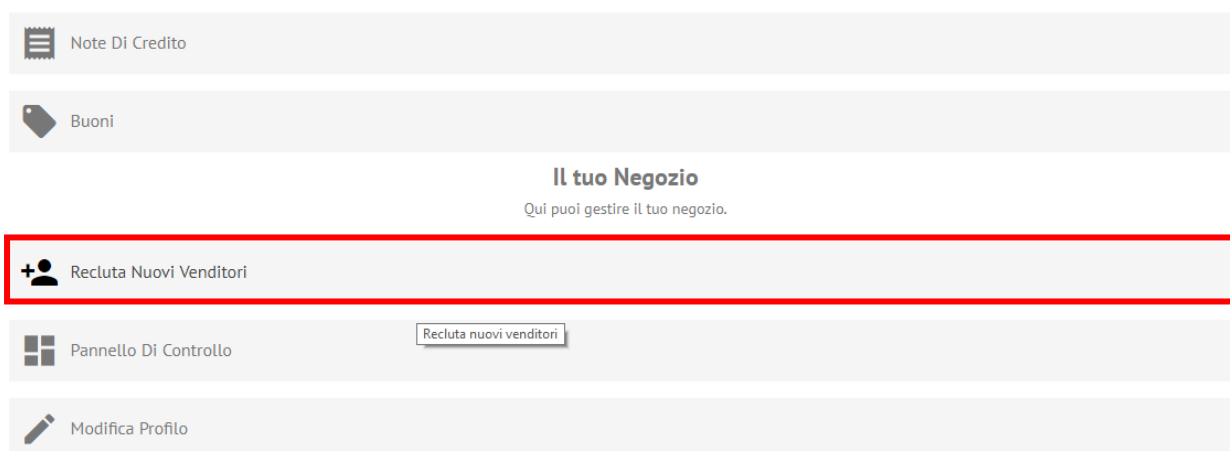 Note Di Credito
Buoni
Il tuo Negozio
Qui puoi gestire il tuo negozio.
Recluta Nuovi Venditori
Recluta nuovi venditori
Pannello Di Controllo
Modifica Profilo